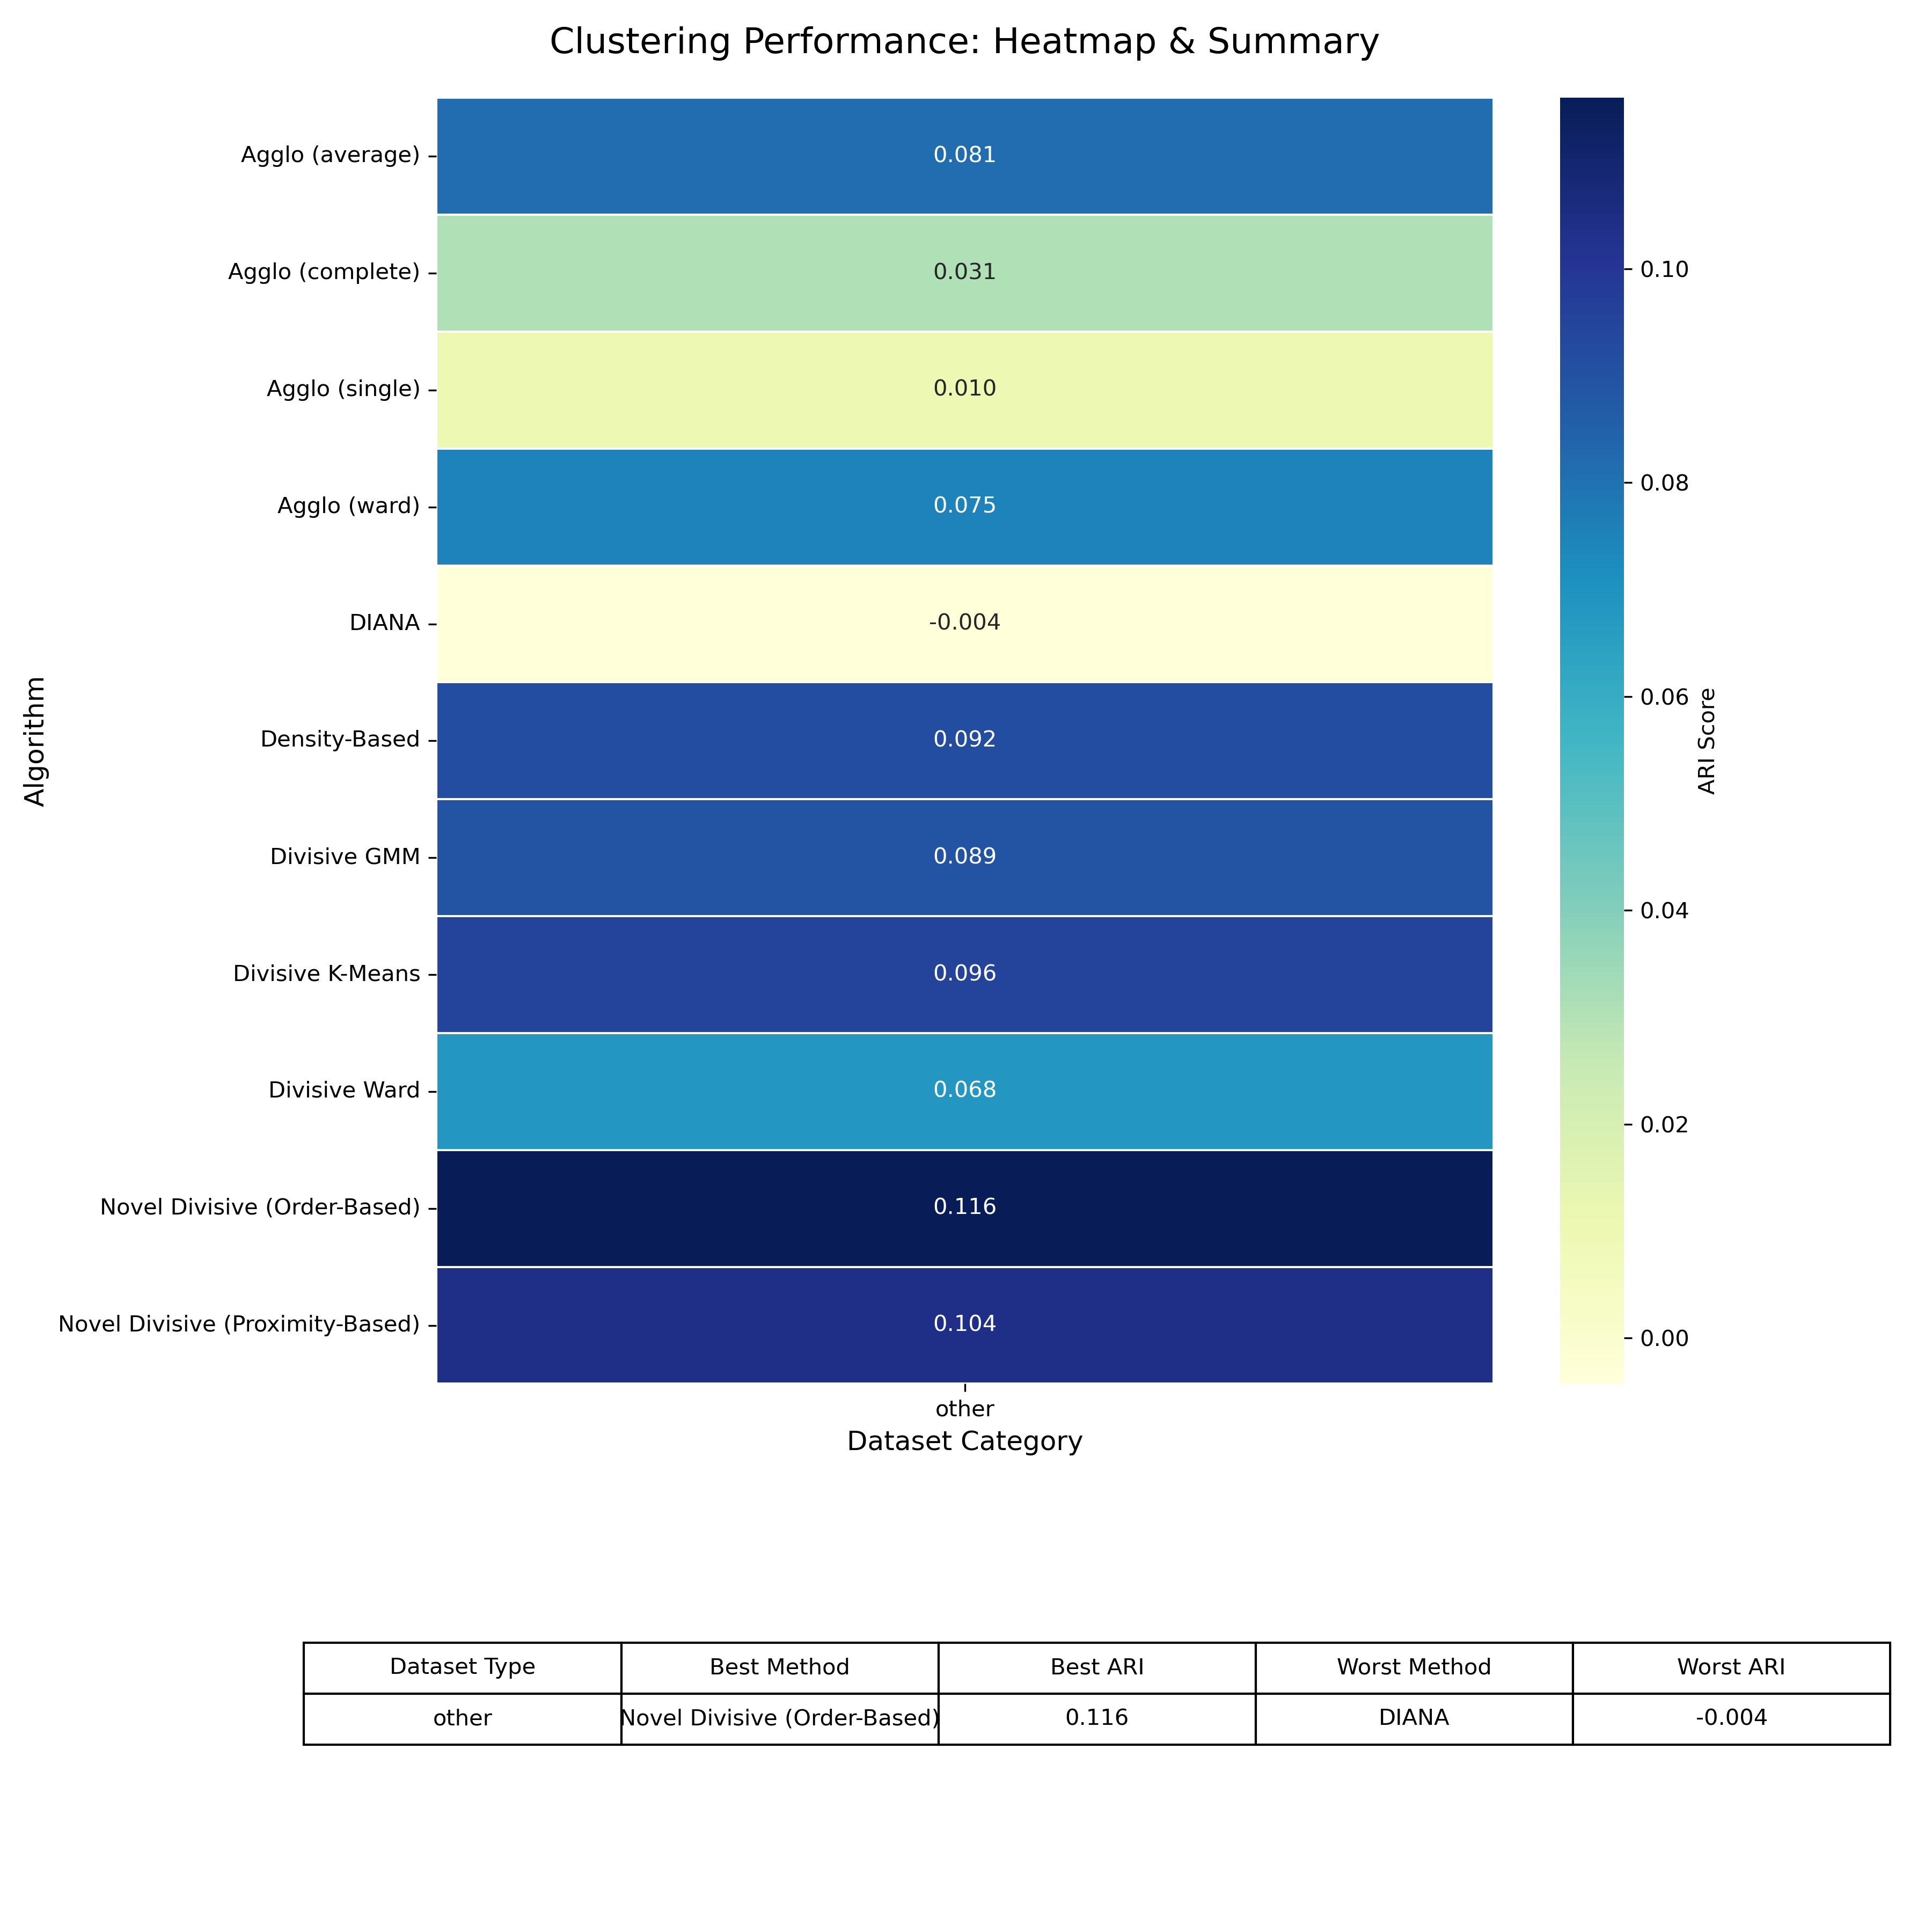 Clustering Performance: Heatmap & Summary
Algorithm
Agglo (average) 0.081
Agglo (complete) 0.031
Agglo (single) 0.010
Agglo (ward) 0.075
DIANA -0.004
Density-Based 0.092
Divisive GMM 0.089
Divisive K-Means 0.096
Divisive Ward 0.068
Novel Divisive (Order-Based) 0.116
Novel Divisive (Proximity-Based) 0.104
other
Dataset Category
0.10
0.08
0.06
0.04
0.02
0.00
ARI Score
Dataset Type Best Method Best ARI Worst Method Worst ARI
other Novel Divisive (Order-Based) 0.116 DIANA -0.004